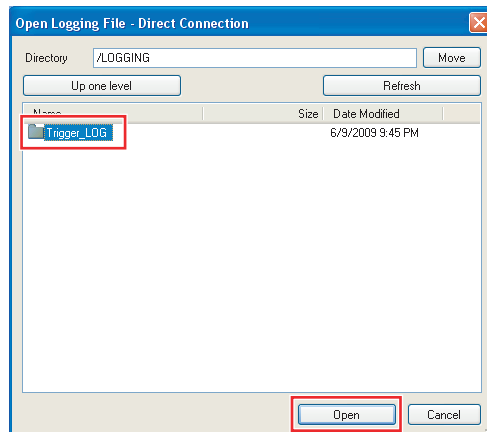 Open Logging File - Direct Connection
Directory /LOGGING Move
Up one level Refresh
Name Size Date Modified
Trigger_LOG 6/9/2009 9:45 PM
Open Cancel